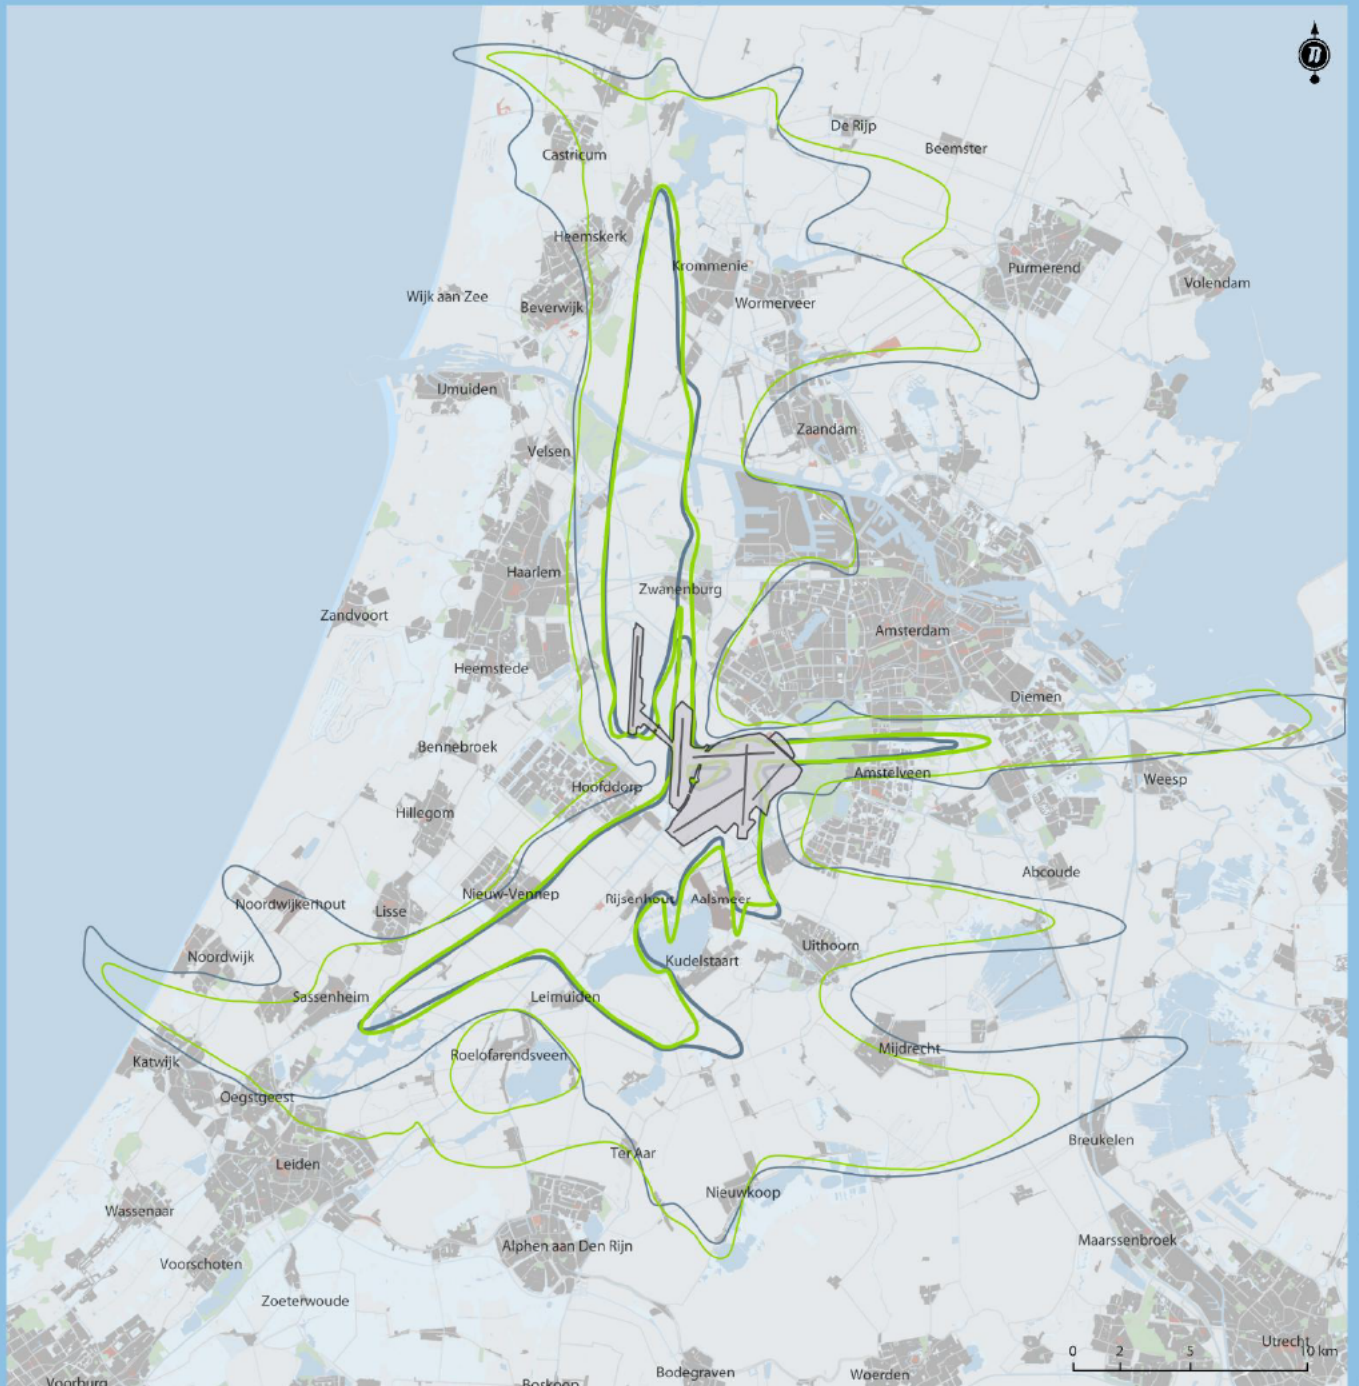 De Rijp
Beemster
Castricum
Heemskerk
Krommenie
Purmerend
Volendam
Wijk aan Zee
Beverwijk
Wormerveer
IJmuiden
Zaandam
Velsen
Haarlem
Zwanenburg
Zandvoort
Amsterdam
Heemstede
Diemen
Bennebroek
Amstelveen
Weesp
Hoofddorp
Hillegom
Abcoude
Nieuw-Vennep
Rijsenhout
Aalsmeer
Noordwijkerhout
Lisse
Uithoorn
Noordwijk
Kudelstaart
Sassenheim
Leimuiden
Roelofarendsveen
Mijdrecht
Katwijk
Oegstgeest
Breukelen
Ter Aar
Leiden
Nieuwkoop
Wassenaar
Maarssenbroek
Alphen aan Den Rijn
Voorschoten
Zoeterwoude
Utrecht
0 2 5 10 km
Bodegraven
Woerden
Voorburg
Boskoop